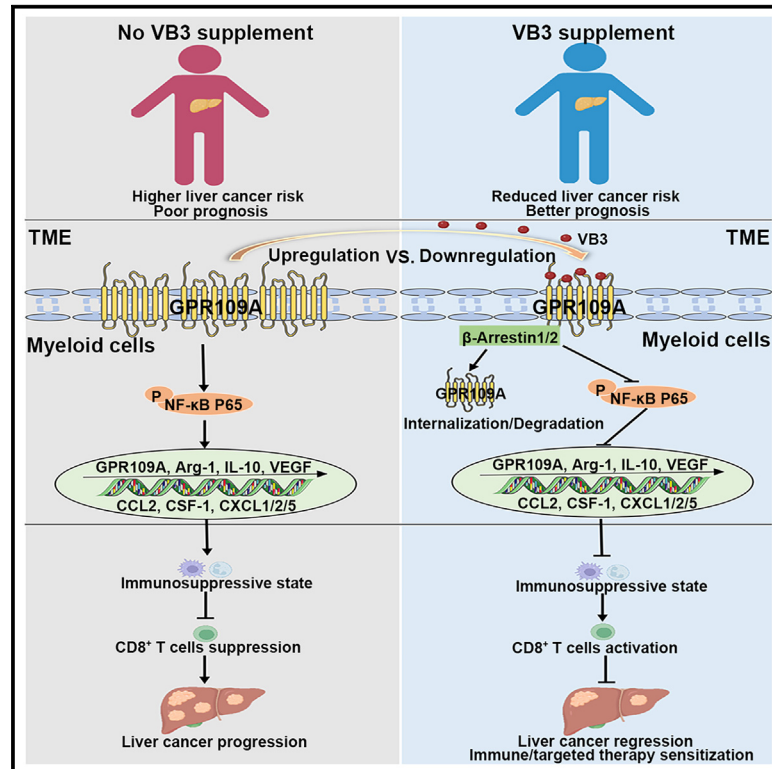 No VB3 supplement
Higher liver cancer risk
Poor prognosis
VB3 supplement
Reduced liver cancer risk
Better prognosis
TME
VB3
TME
Upregulation VS. Downregulation
GPR109A
GPR109A
Myeloid cells
β-Arrestin1/2
Myeloid cells
P
NF-κB P65
GPR109A
Internalization/Degradation
P
NF-κB P65
GPR109A, Arg-1, IL-10, VEGF
CCL2, CSF-1, CXCL1/2/5
GPR109A, Arg-1, IL-10, VEGF
CCL2, CSF-1, CXCL1/2/5
Immunosuppressive state
Immunosuppressive state
CD8⁺ T cells suppression
CD8⁺ T cells activation
Liver cancer progression
Liver cancer regression
Immune/targeted therapy sensitization